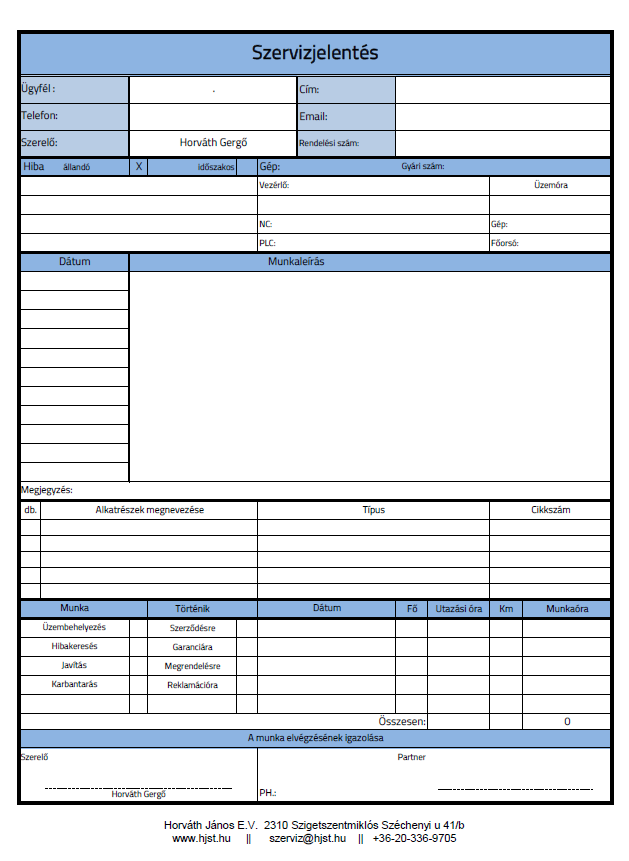 Szervizjelentés
Ügyfél : . Cím:
Telefon: Email:
Szerelő: Horváth Gergő Rendelési szám:
Hiba állandó X időszakos Gép: Gyári szám:
Vezérlő: Üzemóra
NC: Gép:
PLC: Főorsó:
Dátum Munkaleírás
Megjegyzés:
db. Alkatrészek megnevezése Típus Cikkszám
Munka Történik Dátum Fő Utazási óra Km Munkaóra
Üzembehelyezés Szerződésre
Hibakeresés Garanciára
Javítás Megrendelésre
Karbantarás Reklamációra
Összesen: 0
A munka elvégzésének igazolása
Szerelő Partner
Horváth Gergő PH.:
Horváth János E.V. 2310 Szigetszentmiklós Széchenyi u 41/b
www.hjst.hu || szerviz@hjst.hu || +36-20-336-9705